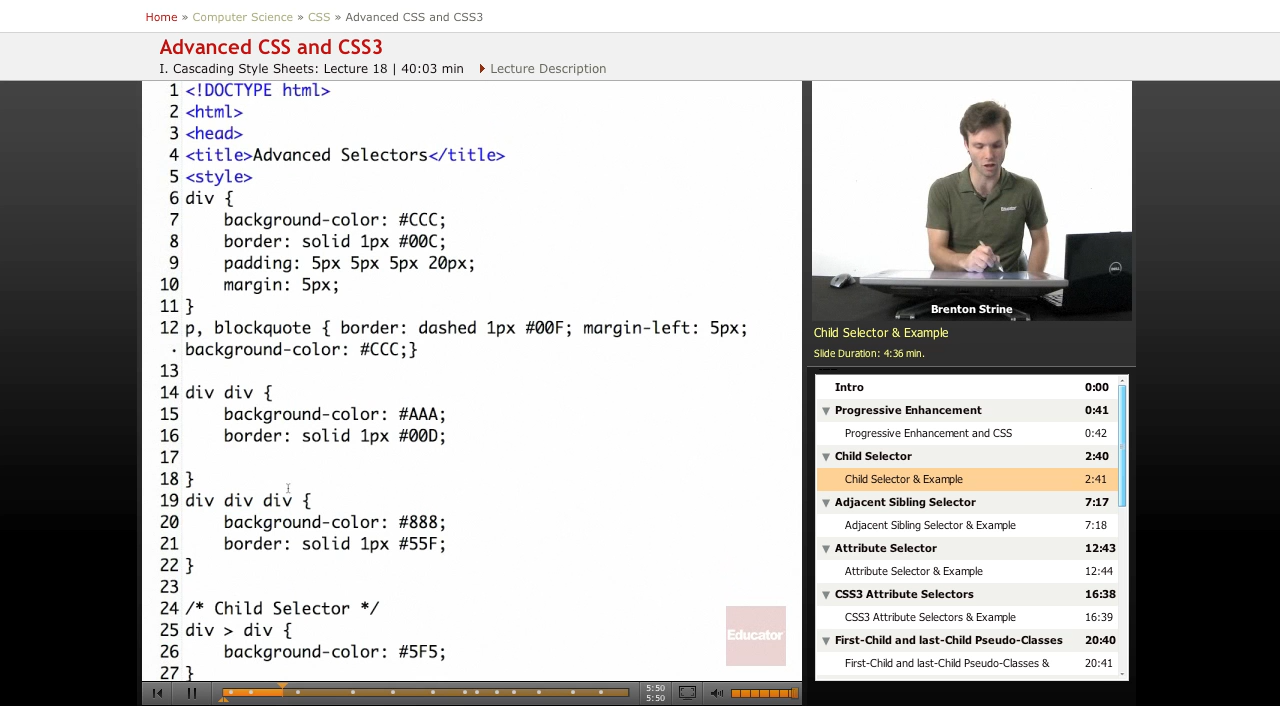 Home » Computer Science » CSS » Advanced CSS and CSS3
Advanced CSS and CSS3
I. Cascading Style Sheets: Lecture 18 | 40:03 min Lecture Description
1 <!DOCTYPE html>
2 <html>
3 <head>
4 <title>Advanced Selectors</title>
5 <style>
6 div {
7 background-color: #CCC;
8 border: solid 1px #00C;
9 padding: 5px 5px 5px 20px;
10 margin: 5px;
11 }
12 p, blockquote { border: dashed 1px #00F; margin-left: 5px;
· background-color: #CCC;}
13
14 div div {
15 background-color: #AAA;
16 border: solid 1px #00D;
17
18 }
19 div div div {
20 background-color: #888;
21 border: solid 1px #55F;
22 }
23
24 /* Child Selector */
25 div > div {
26 background-color: #5F5;
27 }
Educator
5:50
5:50
Brenton Strine
DELL
Child Selector & Example
Slide Duration: 4:36 min.
Intro 0:00
Progressive Enhancement 0:41
Progressive Enhancement and CSS 0:42
Child Selector 2:40
Child Selector & Example 2:41
Adjacent Sibling Selector 7:17
Adjacent Sibling Selector & Example 7:18
Attribute Selector 12:43
Attribute Selector & Example 12:44
CSS3 Attribute Selectors 16:38
CSS3 Attribute Selectors & Example 16:39
First-Child and last-Child Pseudo-Classes 20:40
First-Child and last-Child Pseudo-Classes & 20:41